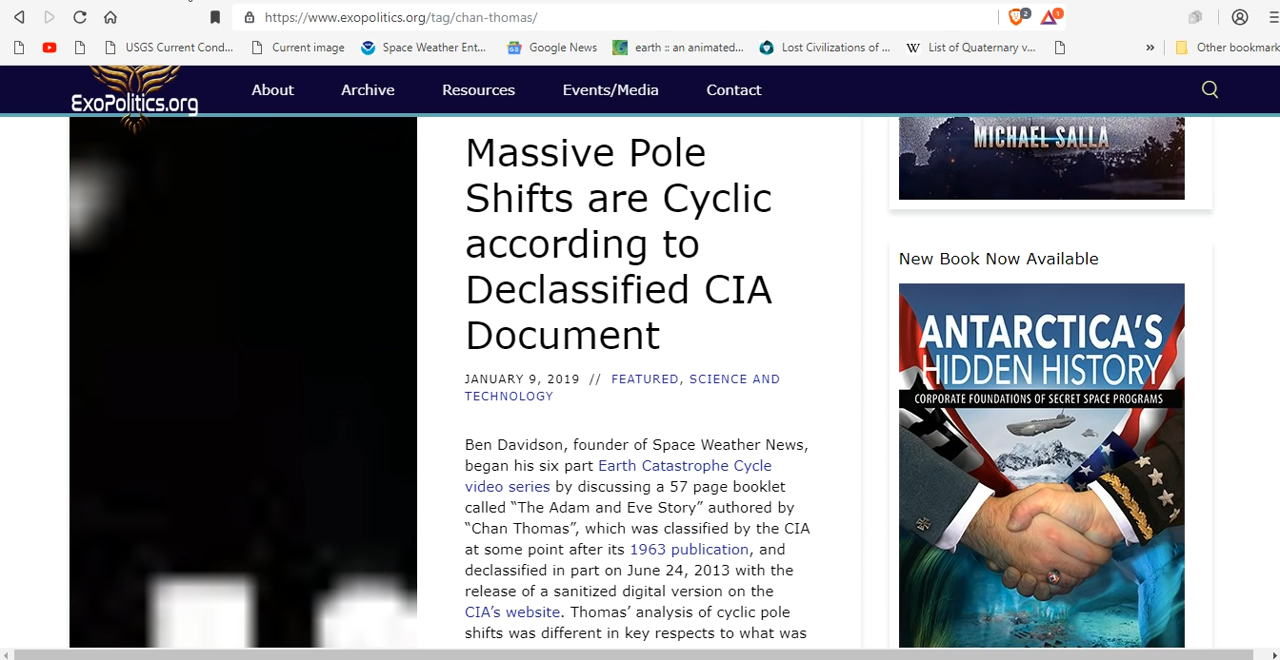 https://www.exopolitics.org/tag/chan-thomas/
2
1
USGS Current Cond...
Current image
Space Weather Ent...
Google News
earth :: an animated...
Lost Civilizations of ...
List of Quaternary v...
»
Other bookmark
ExoPolitics.org
About
Archive
Resources
Events/Media
Contact
Massive Pole
Shifts are Cyclic
according to
Declassified CIA
Document
JANUARY 9, 2019 // FEATURED, SCIENCE AND
TECHNOLOGY
Ben Davidson, founder of Space Weather News,
began his six part Earth Catastrophe Cycle
video series by discussing a 57 page booklet
called “The Adam and Eve Story” authored by
“Chan Thomas”, which was classified by the CIA
at some point after its 1963 publication, and
declassified in part on June 24, 2013 with the
release of a sanitized digital version on the
CIA’s website. Thomas’ analysis of cyclic pole
shifts was different in key respects to what was
MICHAEL SALLA
New Book Now Available
ANTARCTICA'S
HIDDEN HISTORY
CORPORATE FOUNDATIONS OF SECRET SPACE PROGRAMS